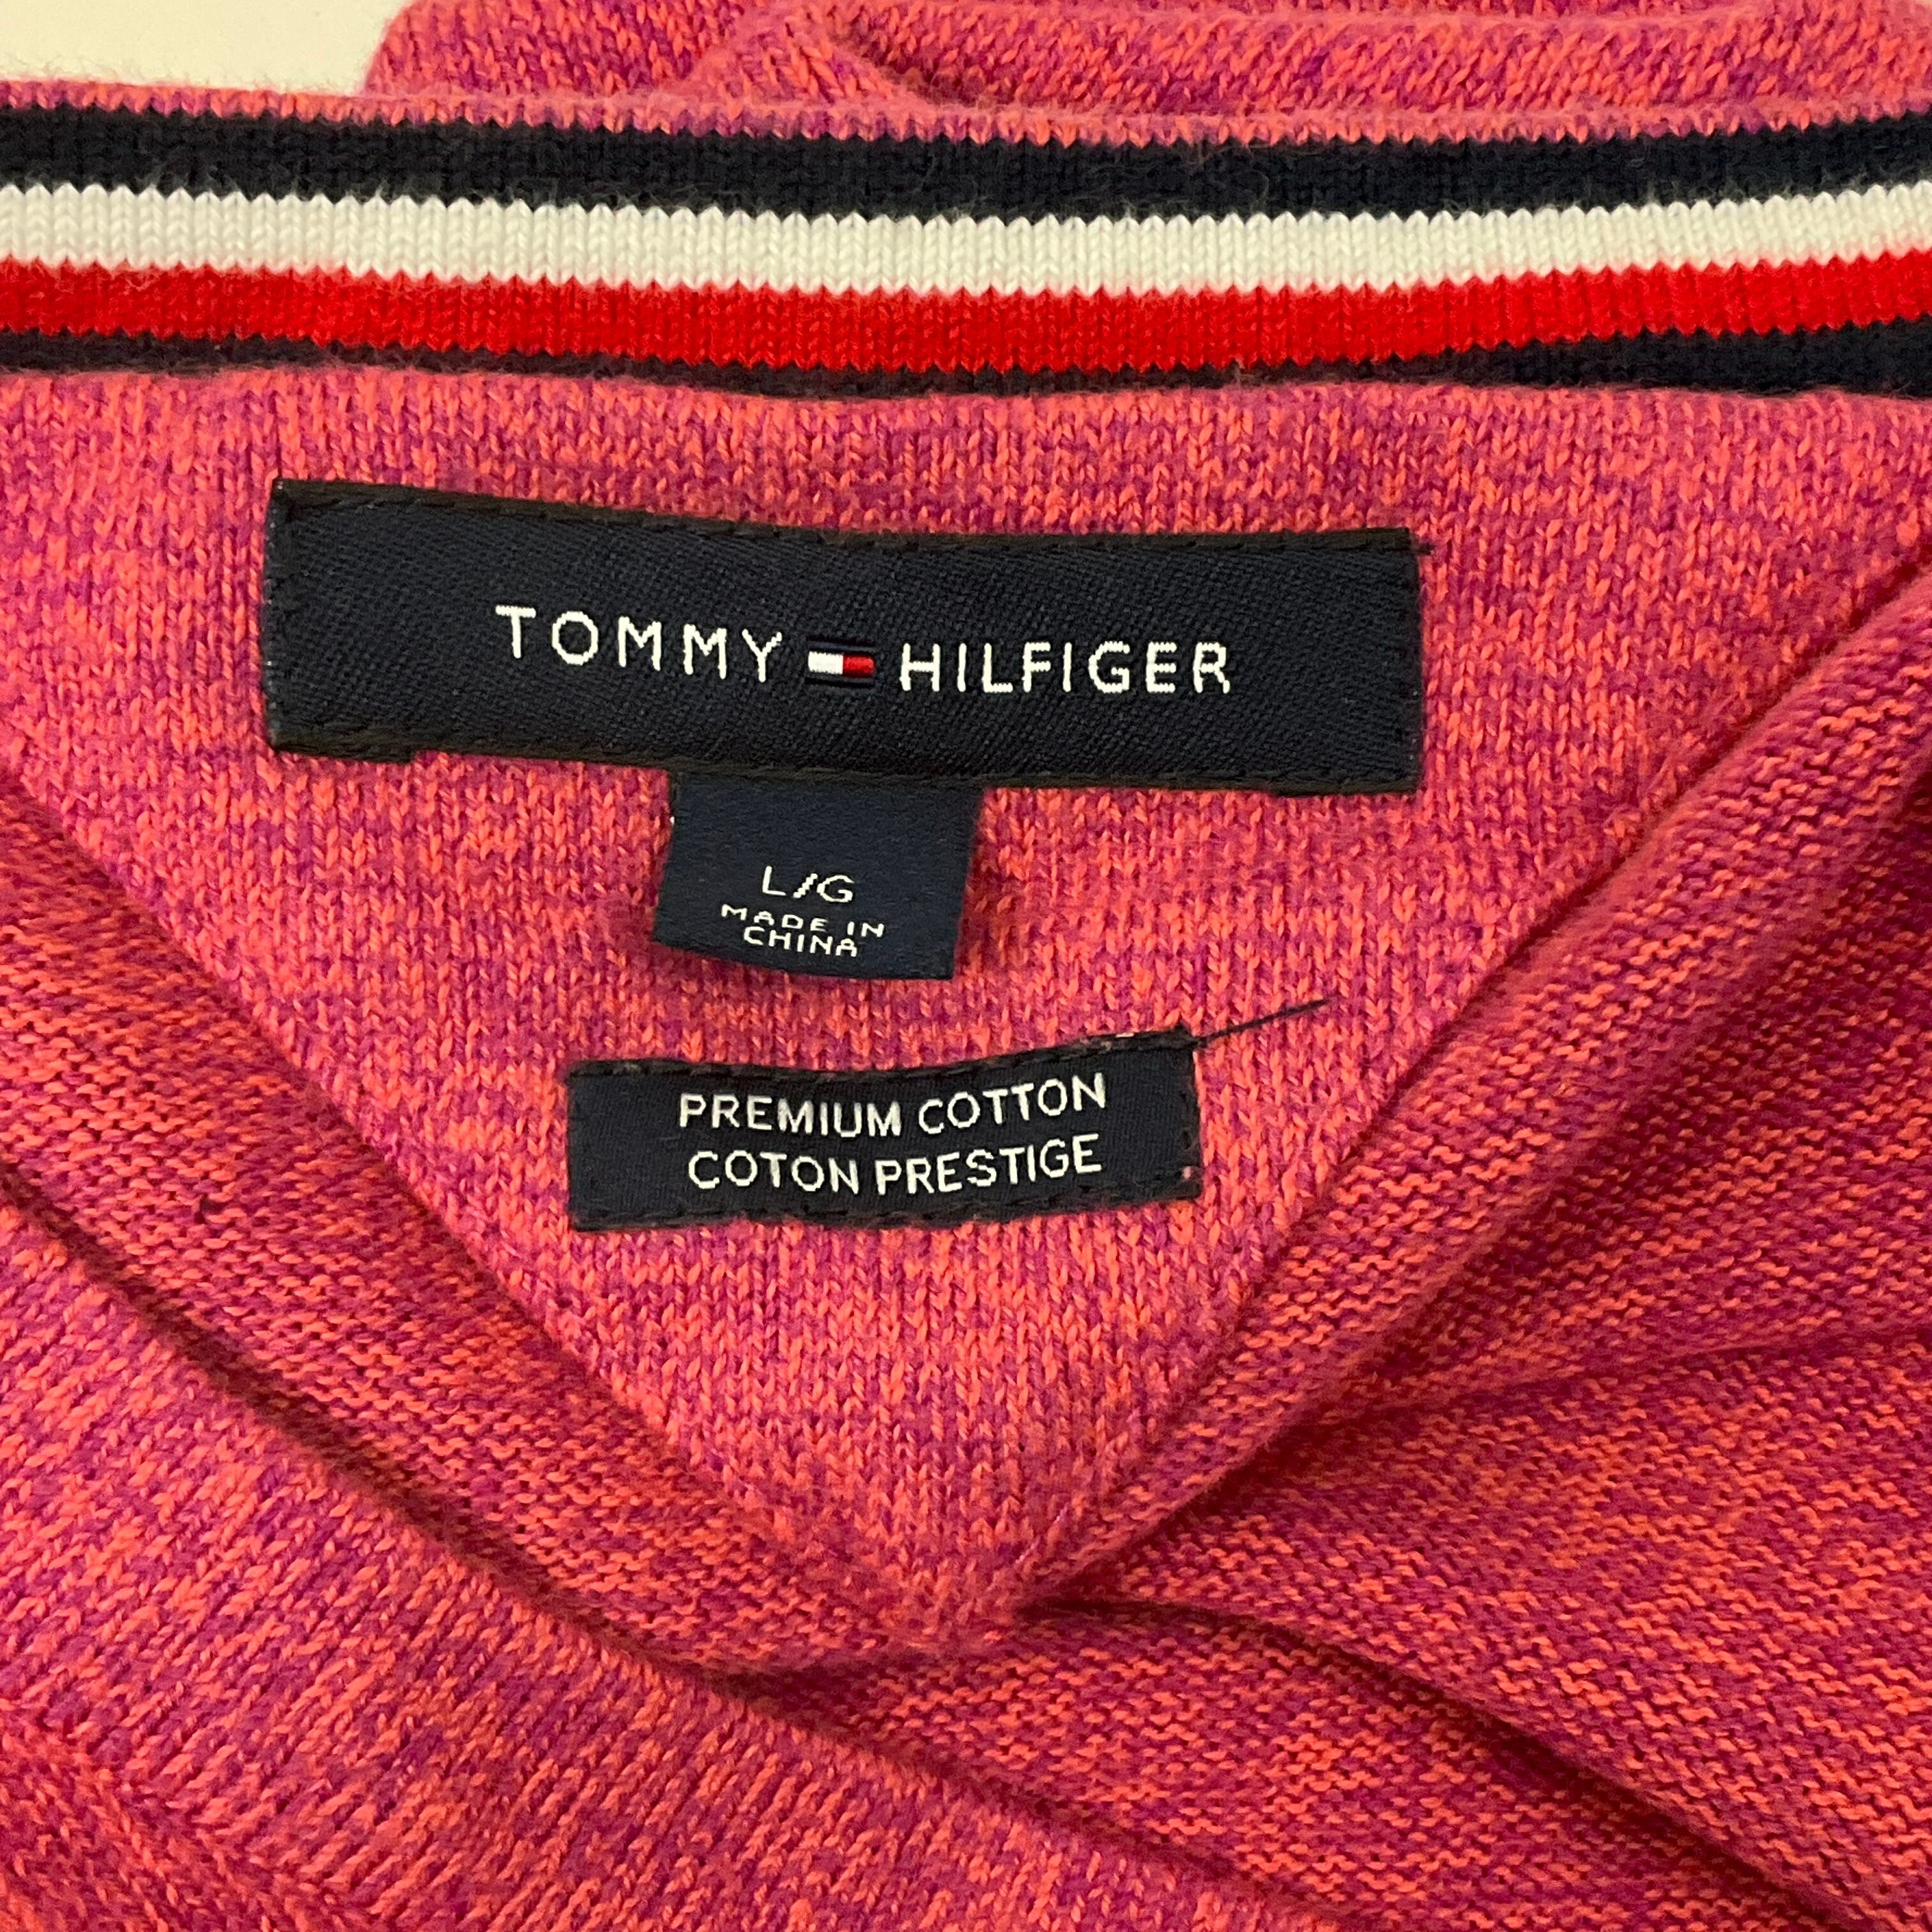 TOMMY HILFIGER
L/G
MADE IN
CHINA
PREMIUM COTTON
COTON PRESTIGE